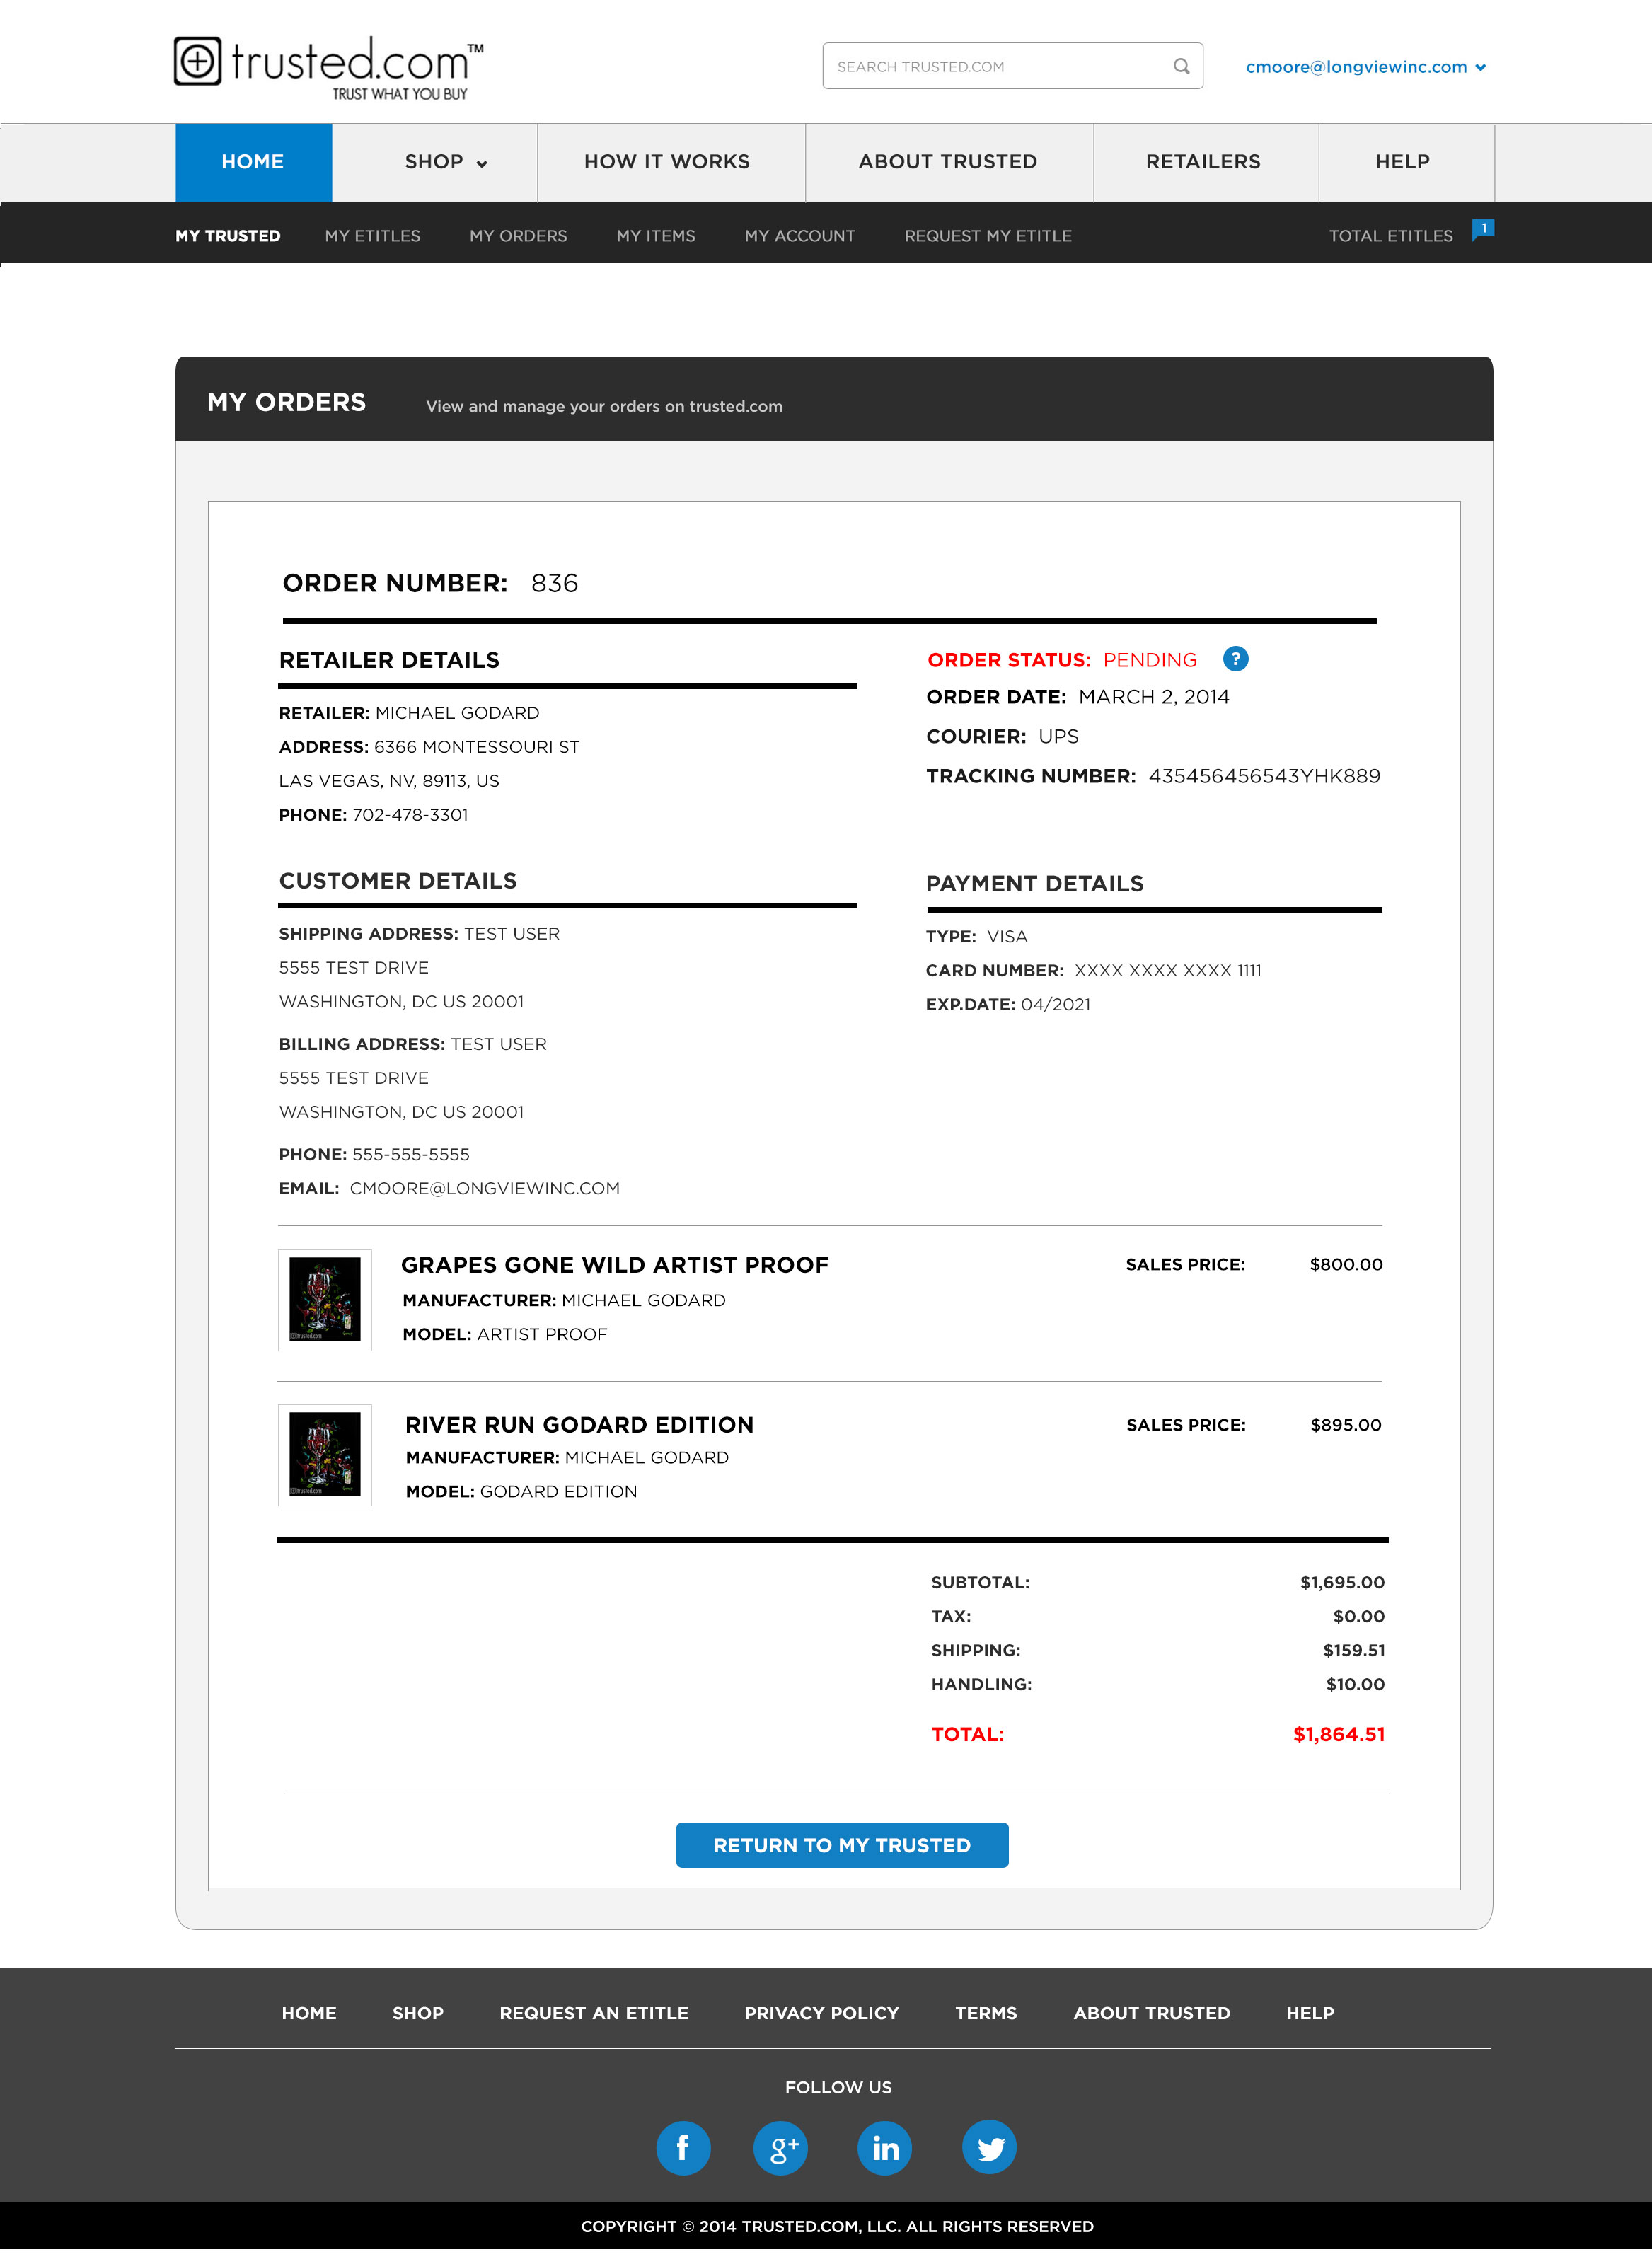 trusted.com™
TRUST WHAT YOU BUY
SEARCH TRUSTED.COM
cmoore@longviewinc.com
HOME SHOP HOW IT WORKS ABOUT TRUSTED RETAILERS HELP
MY TRUSTED MY ETITLES MY ORDERS MY ITEMS MY ACCOUNT REQUEST MY ETITLE TOTAL ETITLES 1
MY ORDERS View and manage your orders on trusted.com
ORDER NUMBER: 836
RETAILER DETAILS
RETAILER: MICHAEL GODARD
ADDRESS: 6366 MONTESSOURI ST
LAS VEGAS, NV, 89113, US
PHONE: 702-478-3301
ORDER STATUS: PENDING ?
ORDER DATE: MARCH 2, 2014
COURIER: UPS
TRACKING NUMBER: 435456456543YHK889
CUSTOMER DETAILS
SHIPPING ADDRESS: TEST USER
5555 TEST DRIVE
WASHINGTON, DC US 20001
BILLING ADDRESS: TEST USER
5555 TEST DRIVE
WASHINGTON, DC US 20001
PHONE: 555-555-5555
EMAIL: CMOORE@LONGVIEWINC.COM
PAYMENT DETAILS
TYPE: VISA
CARD NUMBER: XXXX XXXX XXXX 1111
EXP.DATE: 04/2021
trusted.com
GRAPES GONE WILD ARTIST PROOF
MANUFACTURER: MICHAEL GODARD
MODEL: ARTIST PROOF
SALES PRICE: $800.00
trusted.com
RIVER RUN GODARD EDITION
MANUFACTURER: MICHAEL GODARD
MODEL: GODARD EDITION
SALES PRICE: $895.00
SUBTOTAL: $1,695.00
TAX: $0.00
SHIPPING: $159.51
HANDLING: $10.00
TOTAL: $1,864.51
RETURN TO MY TRUSTED
HOME SHOP REQUEST AN ETITLE PRIVACY POLICY TERMS ABOUT TRUSTED HELP
FOLLOW US
f g+ in
COPYRIGHT © 2014 TRUSTED.COM, LLC. ALL RIGHTS RESERVED